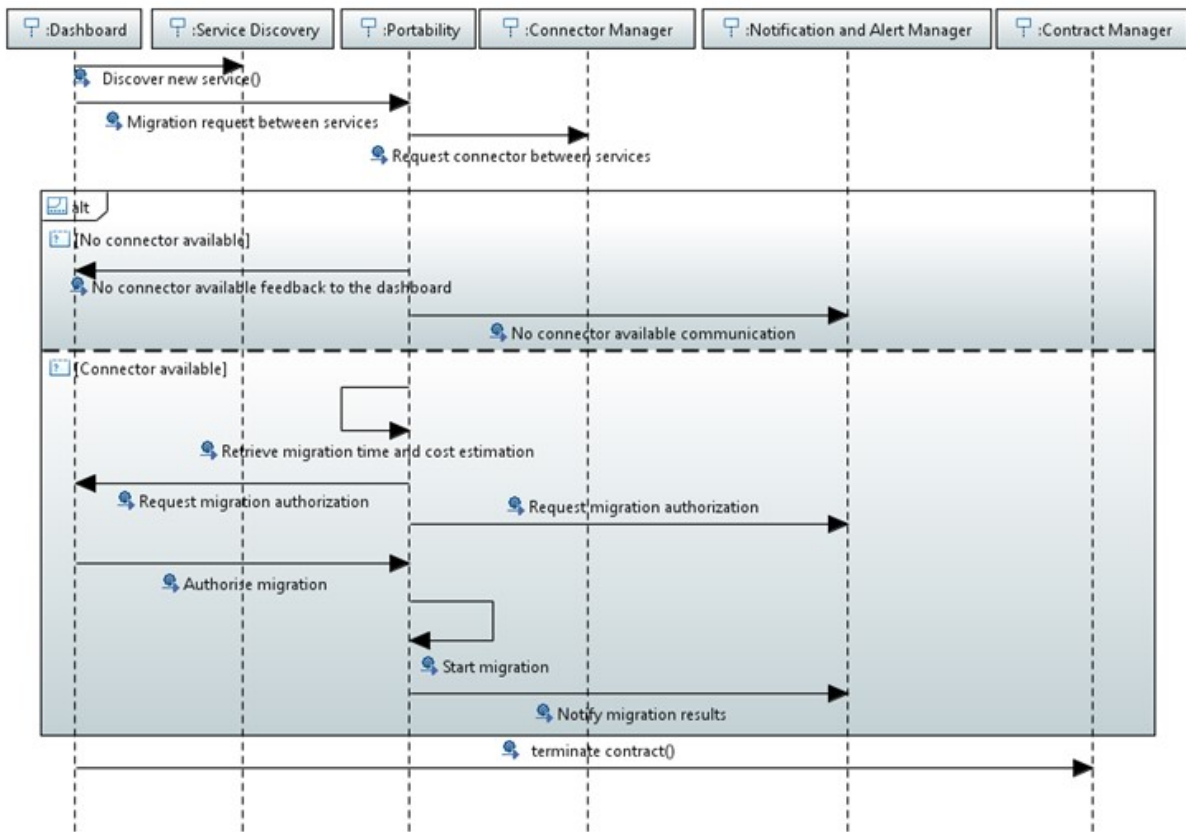 :Dashboard
:Service Discovery
:Portability
:Connector Manager
:Notification and Alert Manager
:Contract Manager
Discover new service()
Migration request between services
Request connector between services
alt
[No connector available]
No connector available feedback to the dashboard
No connector available communication
[Connector available]
Retrieve migration time and cost estimation
Request migration authorization
Request migration authorization
Authorise migration
Start migration
Notify migration results
terminate contract()